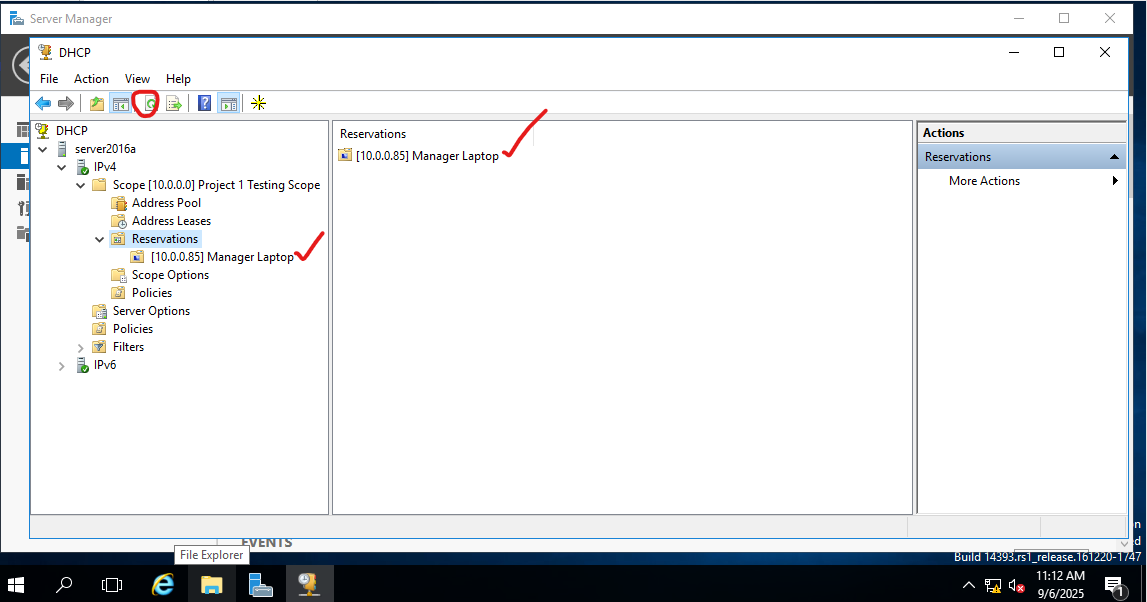 Server Manager
DHCP
File Action View Help
DHCP
server2016a
IPv4
Scope [10.0.0.0] Project 1 Testing Scope
Address Pool
Address Leases
Reservations
[10.0.0.85] Manager Laptop
Scope Options
Policies
Server Options
Policies
Filters
IPv6
Reservations
[10.0.0.85] Manager Laptop
Actions
Reservations
More Actions
EVENTS
File Explorer
Build 14393.rs1_release.161220-1747
11:12 AM
9/6/2025
1